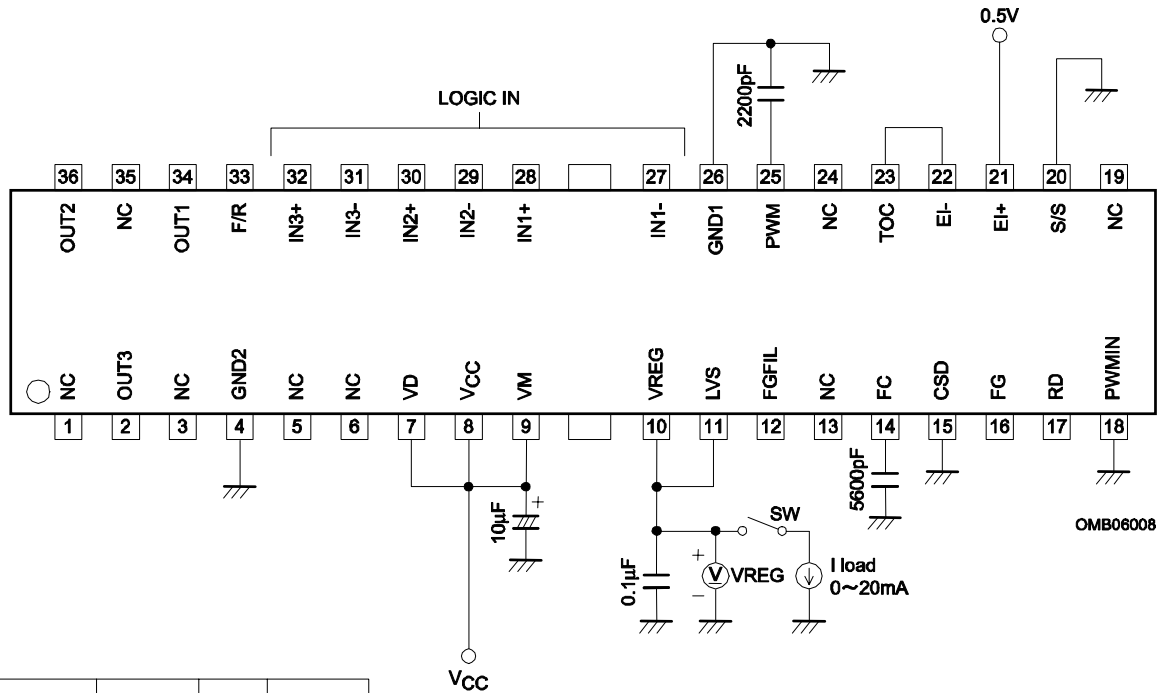 0.5V
2200pF
LOGIC IN
36 35 34 33 32 31 30 29 28 27 26 25 24 23 22 21 20 19
OUT2 NC OUT1 F/R IN3+ IN3- IN2+ IN2- IN1+ IN1- GND1 PWM NC TOC EI- EI+ S/S NC
NC OUT3 NC GND2 NC NC VD VCC VM VREG LVS FGFIL NC FC CSD FG RD PWMIN
1 2 3 4 5 6 7 8 9 10 11 12 13 14 15 16 17 18
10µF
+
5600pF
SW
OMB06008
0.1µF
+
V
VREG
−
I load
0~20mA
VCC